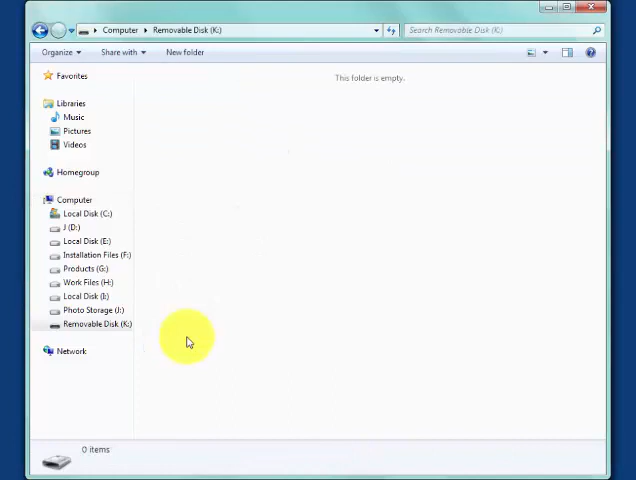 Computer ▸ Removable Disk (K:)
Search Removable Disk (K:)
Organize
Share with
New folder
Favorites
This folder is empty.
Libraries
Music
Pictures
Videos
Homegroup
Computer
Local Disk (C:)
J (D:)
Local Disk (E:)
Installation Files (F:)
Products (G:)
Work Files (H:)
Local Disk (I:)
Photo Storage (J:)
Removable Disk (K:)
Network
0 items